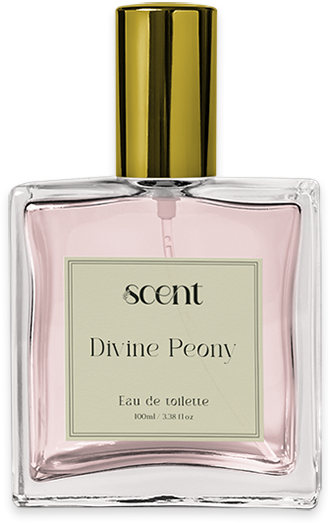 scent
Divine Peony
Eau de toilette
100ml / 3.38 fl oz